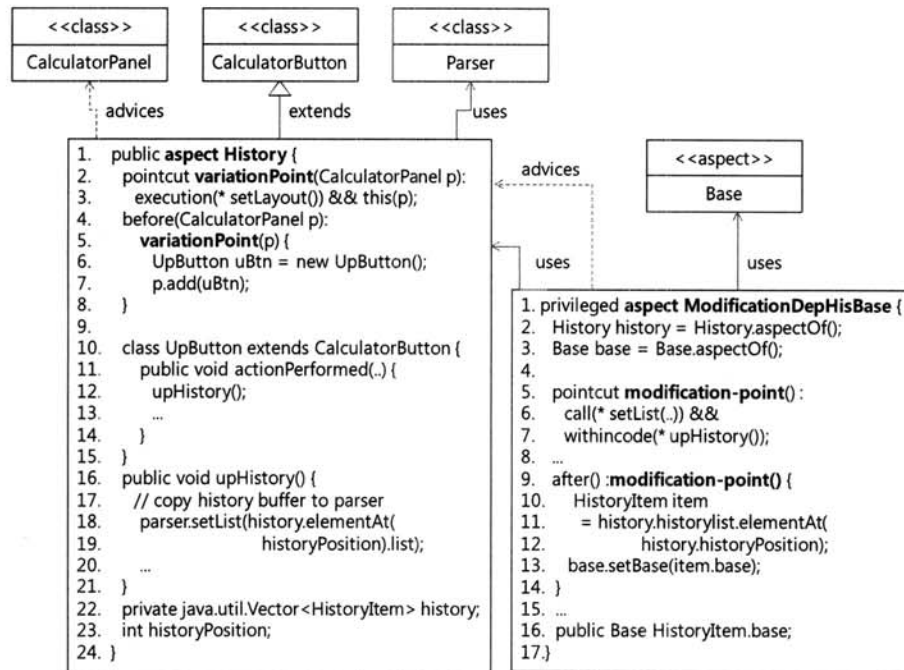 <<class>>
CalculatorPanel
<<class>>
CalculatorButton
<<class>>
Parser
advices
extends
uses
1. public aspect History {
2. pointcut variationPoint(CalculatorPanel p):
3. execution(* setLayout()) && this(p);
4. before(CalculatorPanel p):
5. variationPoint(p) {
6. UpButton uBtn = new UpButton();
7. p.add(uBtn);
8. }
9.
10. class UpButton extends CalculatorButton {
11. public void actionPerformed(..) {
12. upHistory();
13. ...
14. }
15. }
16. public void upHistory() {
17. // copy history buffer to parser
18. parser.setList(history.elementAt(
19. historyPosition).list);
20. ...
21. }
22. private java.util.Vector<HistoryItem> history;
23. int historyPosition;
24. }
advices
<<aspect>>
Base
uses
uses
1. privileged aspect ModificationDepHisBase {
2. History history = History.aspectOf();
3. Base base = Base.aspectOf();
4.
5. pointcut modification-point() :
6. call(* setList(..)) &&
7. withincode(* upHistory());
8. ...
9. after() :modification-point() {
10. HistoryItem item
11. = history.historylist.elementAt(
12. history.historyPosition);
13. base.setBase(item.base);
14. }
15. ...
16. public Base HistoryItem.base;
17.}